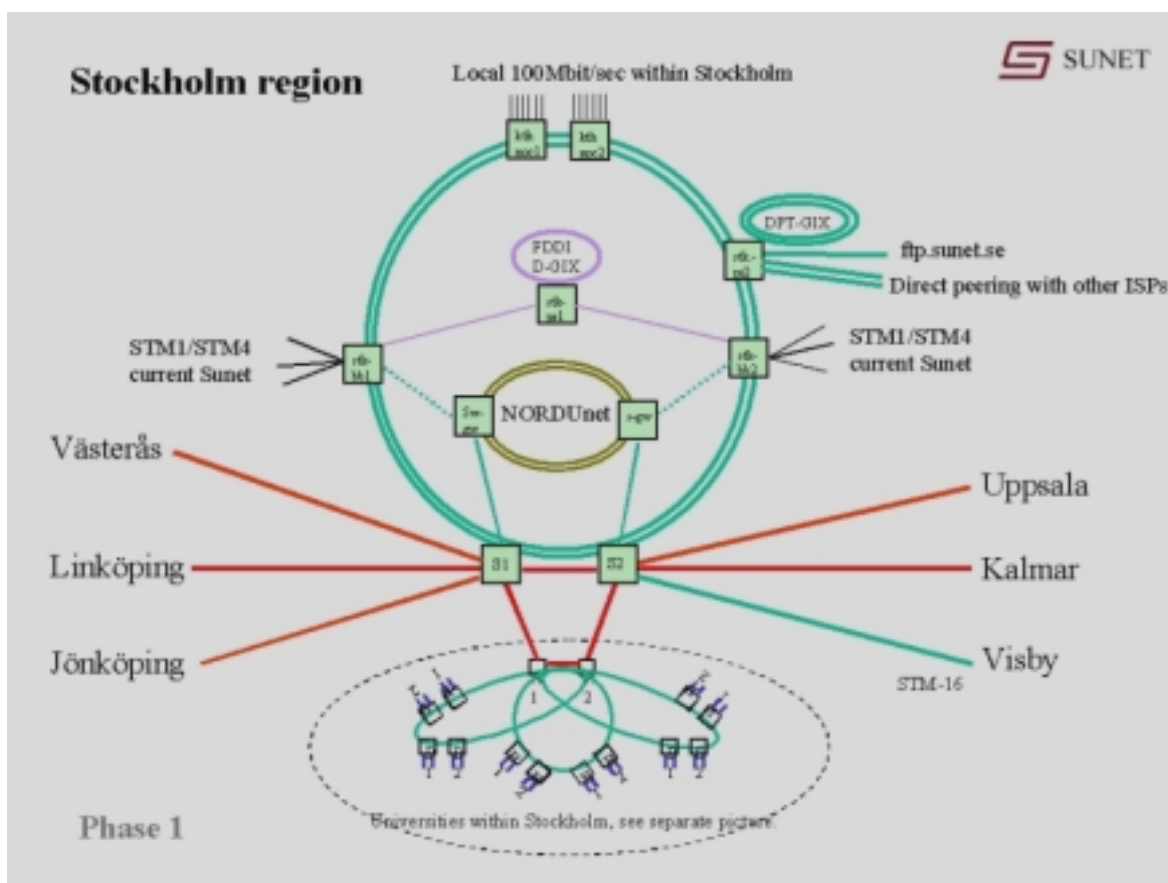 Stockholm region
Local 100Mbit/sec within Stockholm
SUNET
DPT-GIX
FDDI
D-GIX
ftp.sunet.se
Direct peering with other ISPs
STM1/STM4
current Sunet
STM1/STM4
current Sunet
NORDUnet
s-gw
Västerås
Uppsala
Linköping
S1
S2
Kalmar
Jönköping
Visby
STM-16
1
2
Universities within Stockholm, see separate picture.
Phase 1